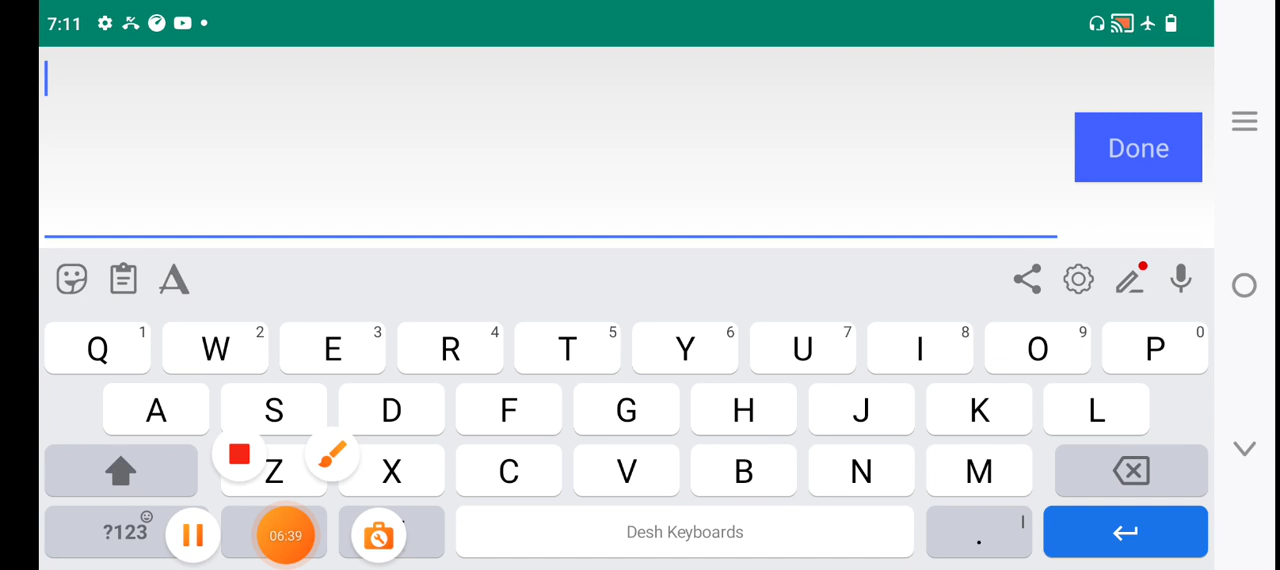 7:11
Done
Q 1 W 2 E 3 R 4 T 5 Y 6 U 7 I 8 O 9 P 0
A S D F G H J K L
Z X C V B N M
?123 06:39 Desh Keyboards . |